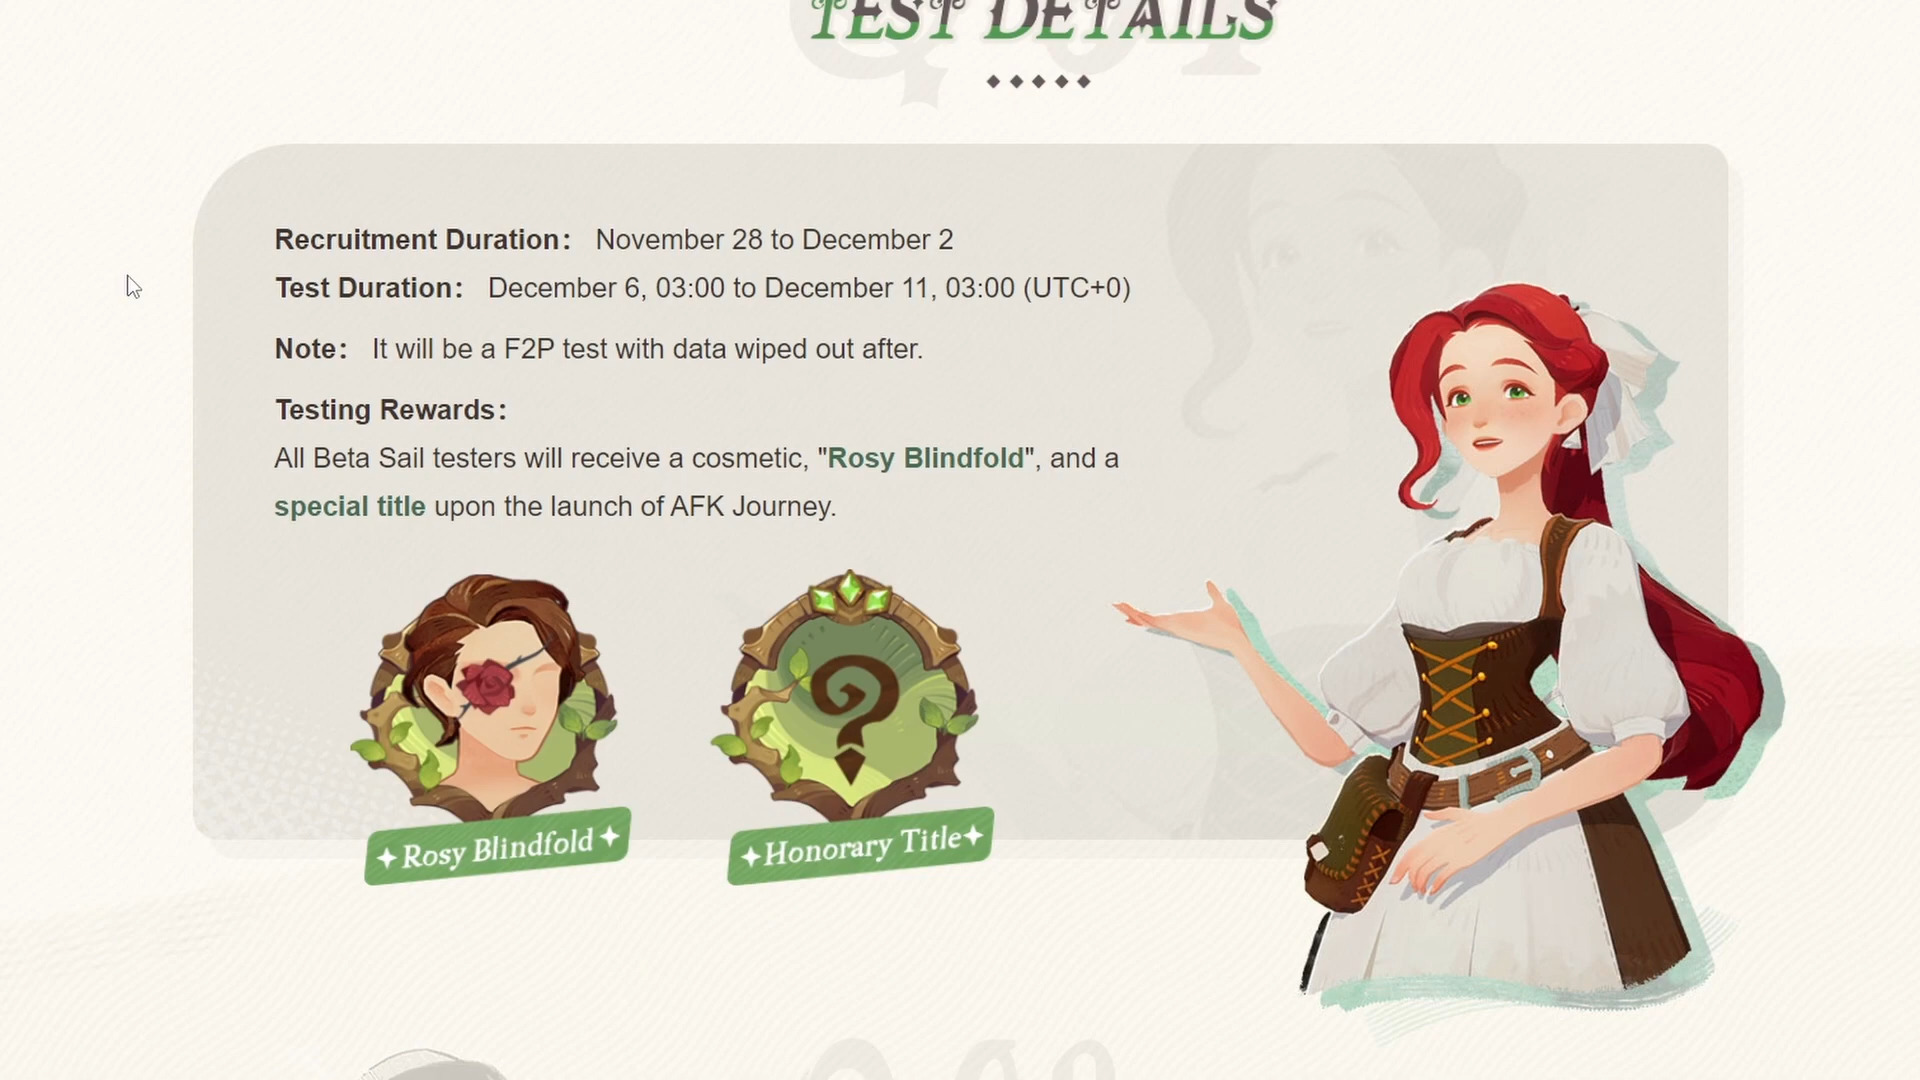 TEST DETAILS
Recruitment Duration: November 28 to December 2
Test Duration: December 6, 03:00 to December 11, 03:00 (UTC+0)
Note: It will be a F2P test with data wiped out after.
Testing Rewards:
All Beta Sail testers will receive a cosmetic, "Rosy Blindfold", and a
special title upon the launch of AFK Journey.
Rosy Blindfold
Honorary Title